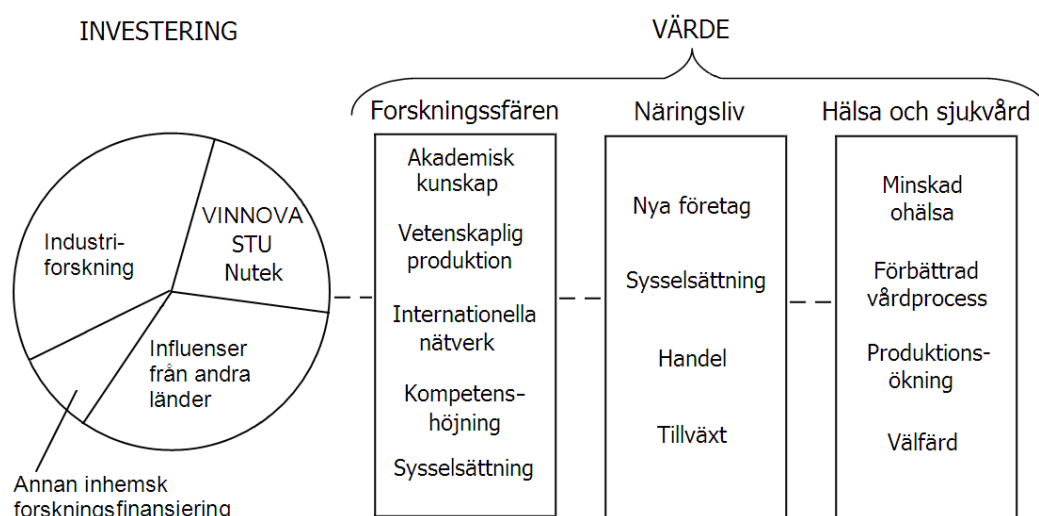 INVESTERING
VÄRDE
Industri-
forskning
VINNOVA
STU
Nutek
Influenser
från andra
länder
Annan inhemsk
forskningsfinansiering
Forskningssfären
Akademisk
kunskap
Vetenskaplig
produktion
Internationella
nätverk
Kompetens-
höjning
Sysselsättning
Näringsliv
Nya företag
Sysselsättning
Handel
Tillväxt
Hälsa och sjukvård
Minskad
ohälsa
Förbättrad
vårdprocess
Produktions-
ökning
Välfärd